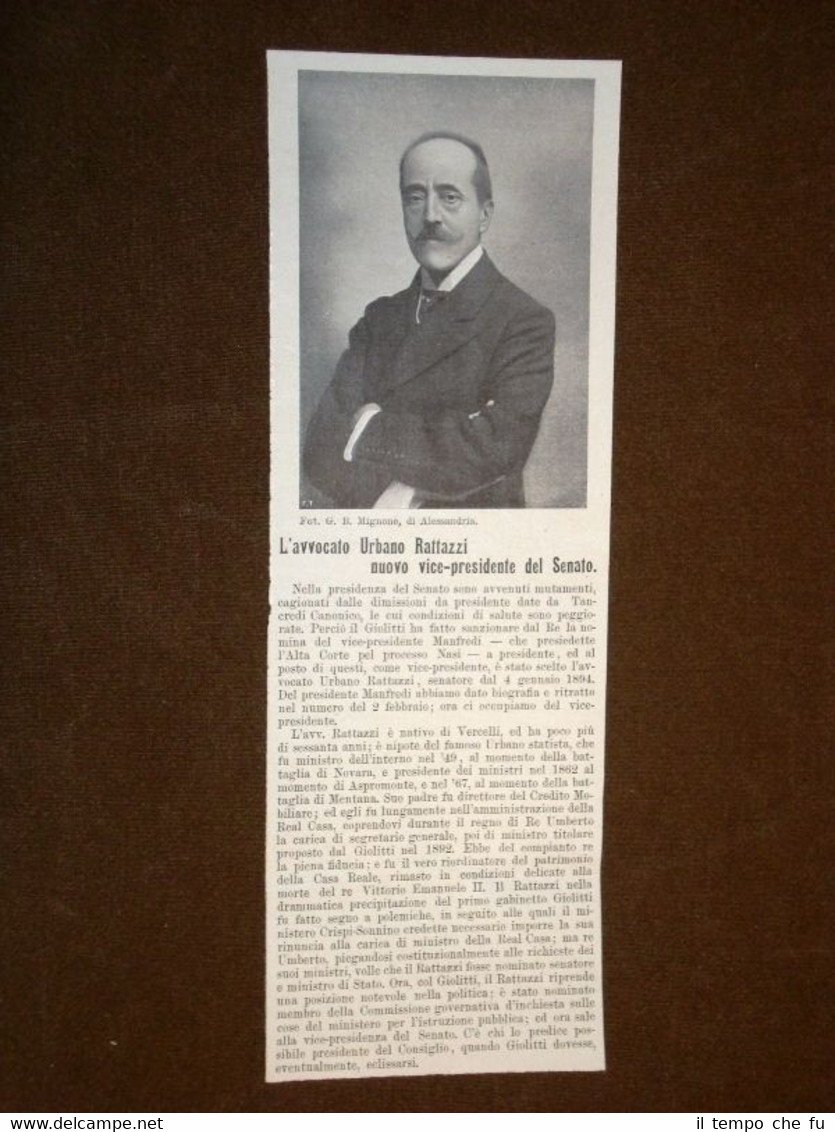 Fot. G. B. Mignone, di Alessandria.
L'avvocato Urbano Rattazzi
nuovo vice-presidente del Senato.
Nella presidenza del Senato sono avvenuti mutamenti,
cagionati dalle dimissioni da presidente date da Tan-
credi Canonico, le cui condizioni di salute sono peggio-
rate. Perciò il Giolitti ha fatto sanzionare dal Re la no-
mina del vice-presidente Manfredi — che presiedette
l'Alta Corte pel processo Nasi — a presidente, ed al
posto di questi, come vice-presidente, è stato scelto l'av-
vocato Urbano Rattazzi, senatore dal 4 gennaio 1894.
Del presidente Manfredi abbiamo dato biografia e ritratto
nel numero del 2 febbraio; ora ci occupiamo del vice-
presidente.
L'avv. Rattazzi è nativo di Vercelli, ed ha poco più
di sessanta anni; è nipote del famoso Urbano statista, che
fu ministro dell'interno nel '49, al momento della bat-
taglia di Novara, e presidente dei ministri nel 1862 al
momento di Aspromonte, e nel '67, al momento della bat-
taglia di Mentana. Suo padre fu direttore del Credito Mo-
biliare; ed egli fu lungamente nell'amministrazione della
Real Casa, coprendovi durante il regno di Re Umberto
la carica di segretario generale, poi di ministro titolare
proposto dal Giolitti nel 1892. Ebbe del compianto re
la piena fiducia; e fu il vero riordinatore del patrimonio
della Casa Reale, rimasto in condizioni delicate alla
morte del re Vittorio Emanuele II. Il Rattazzi nella
drammatica precipitazione del primo gabinetto Giolitti
fu fatto segno a polemiche, in seguito alle quali il mi-
nistero Crispi-Sonnino credette necessario imporre la sua
rinuncia alla carica di ministro della Real Casa; ma re
Umberto, piegandosi costituzionalmente alle richieste dei
suoi ministri, volle che il Rattazzi fosse nominato senatore
e ministro di Stato. Ora, col Giolitti, il Rattazzi riprende
una posizione notevole nella politica; è stato nominato
membro della Commissione governativa d'inchiesta sulle
cose del ministero per l'istruzione pubblica; ed ora sale
alla vice-presidenza del Senato. C'è chi lo predice pos-
sibile presidente del Consiglio, quando Giolitti dovesse,
eventualmente, eclissarsi.
www.delcampe.net
il tempo che fu